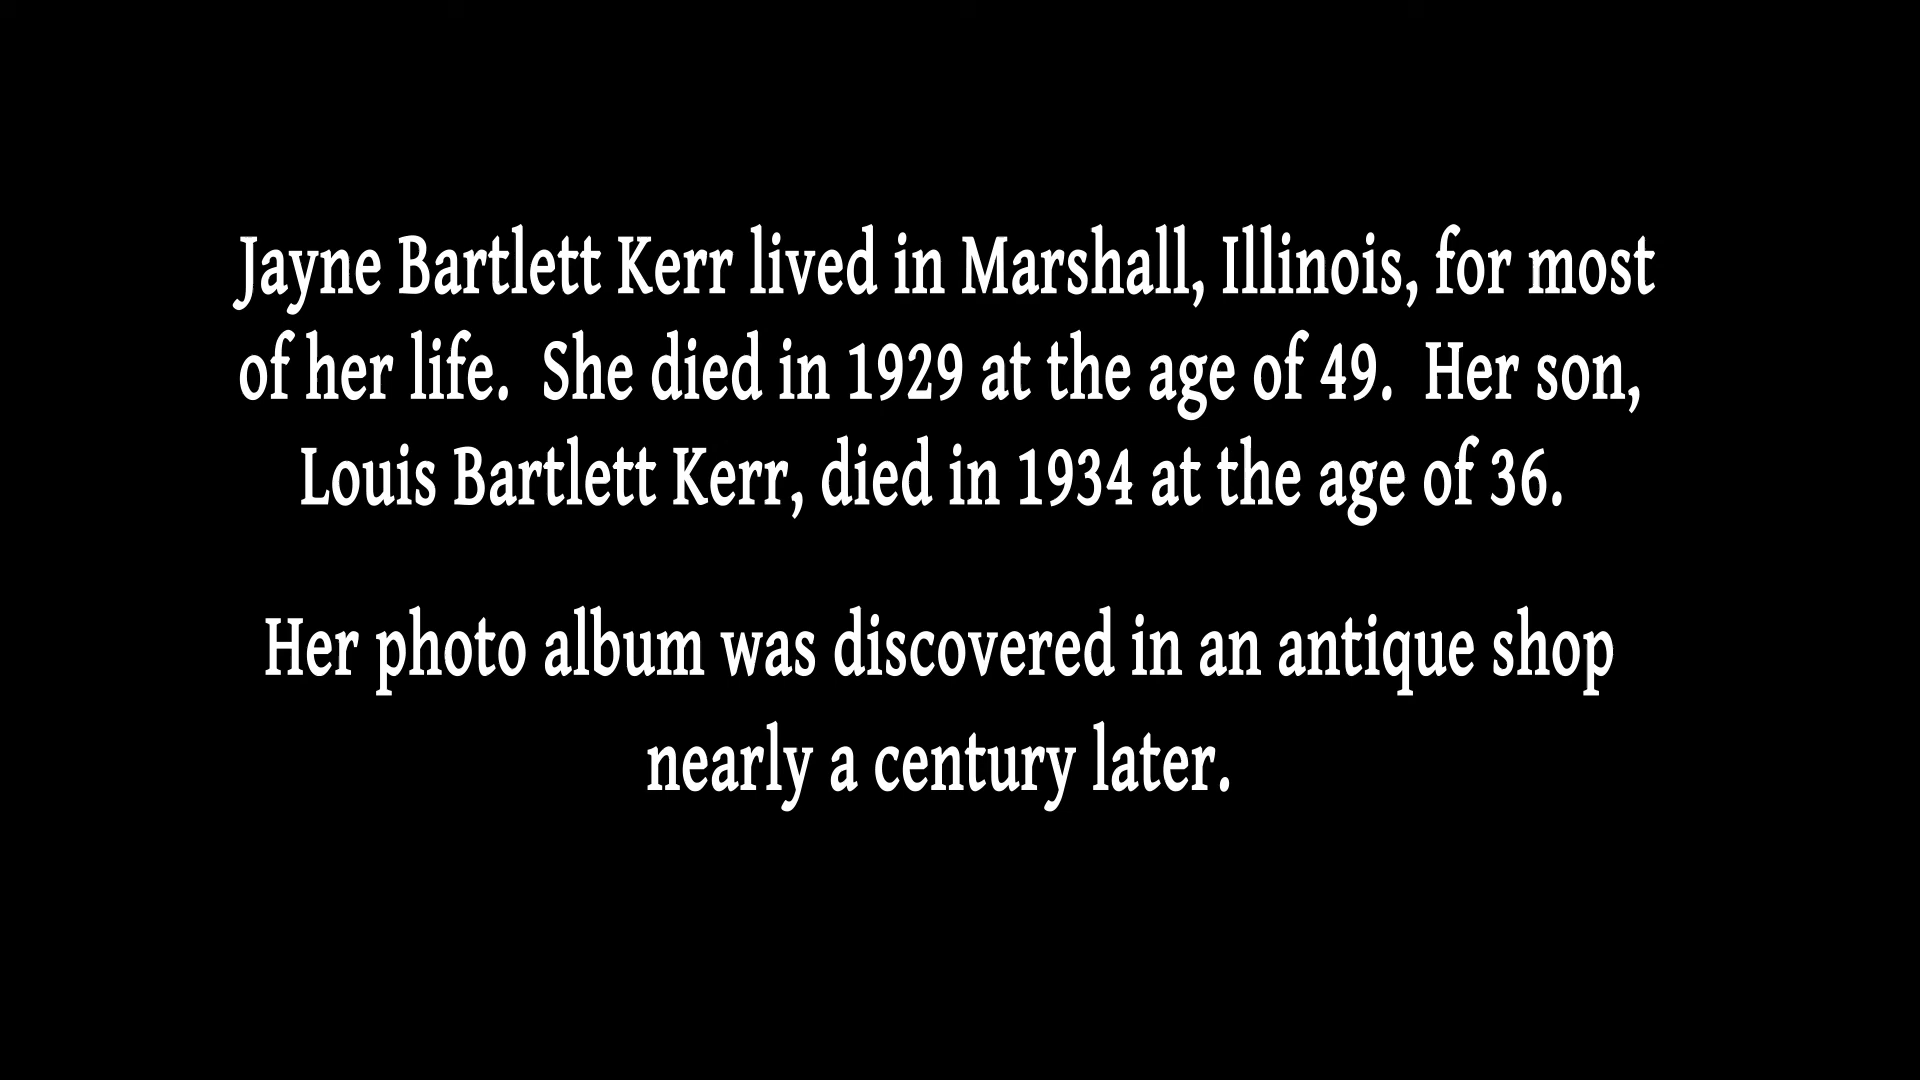 Jayne Bartlett Kerr lived in Marshall, Illinois, for most
of her life.  She died in 1929 at the age of 49.  Her son,
Louis Bartlett Kerr, died in 1934 at the age of 36.
Her photo album was discovered in an antique shop
nearly a century later.